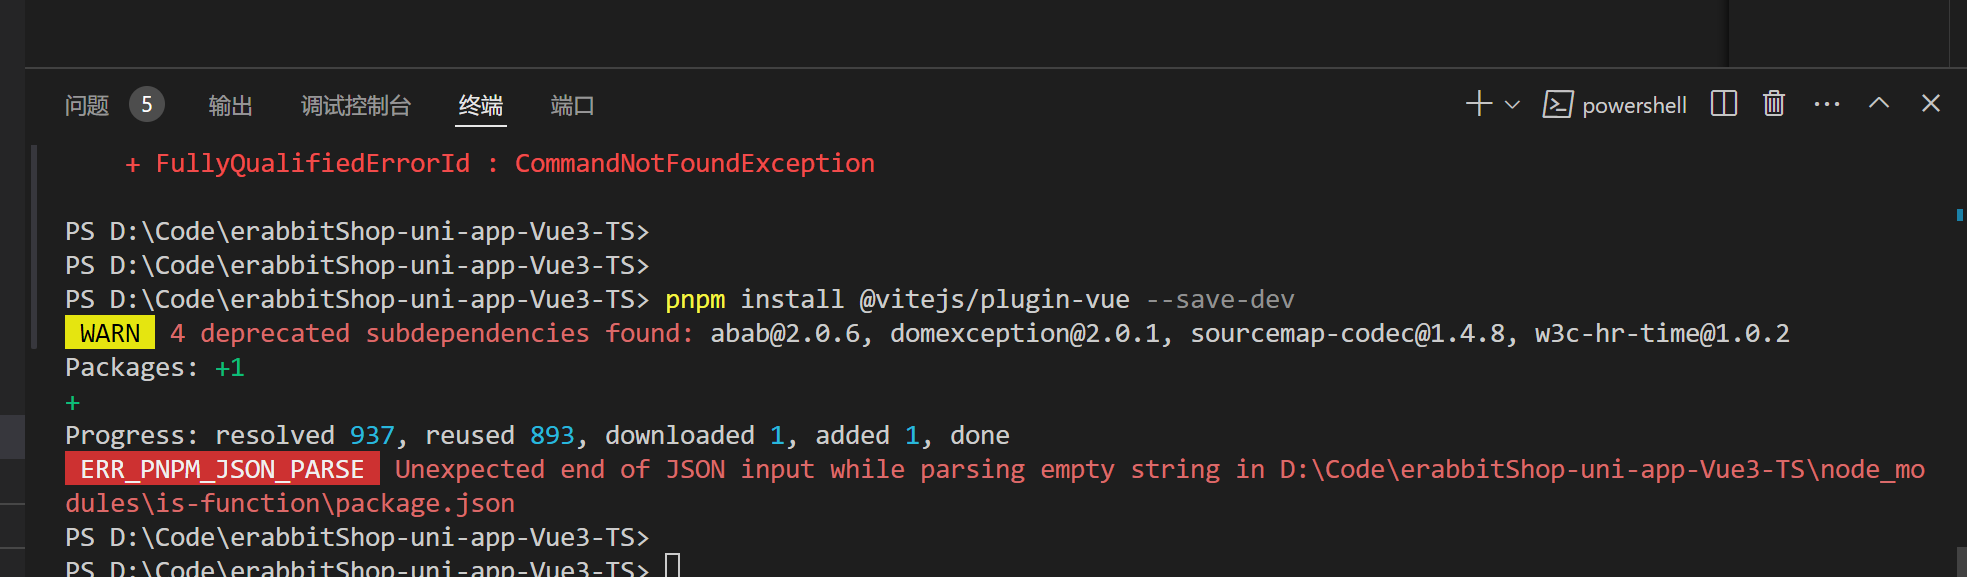 问题 5 输出 调试控制台 终端 端口 powershell
+ FullyQualifiedErrorId : CommandNotFoundException
PS D:\Code\erabbitShop-uni-app-Vue3-TS>
PS D:\Code\erabbitShop-uni-app-Vue3-TS>
PS D:\Code\erabbitShop-uni-app-Vue3-TS> pnpm install @vitejs/plugin-vue --save-dev
WARN 4 deprecated subdependencies found: abab@2.0.6, domexception@2.0.1, sourcemap-codec@1.4.8, w3c-hr-time@1.0.2
Packages: +1
+
Progress: resolved 937, reused 893, downloaded 1, added 1, done
ERR_PNPM_JSON_PARSE Unexpected end of JSON input while parsing empty string in D:\Code\erabbitShop-uni-app-Vue3-TS\node_mo
dules\is-function\package.json
PS D:\Code\erabbitShop-uni-app-Vue3-TS>
PS D:\Code\erabbitShop-uni-app-Vue3-TS>